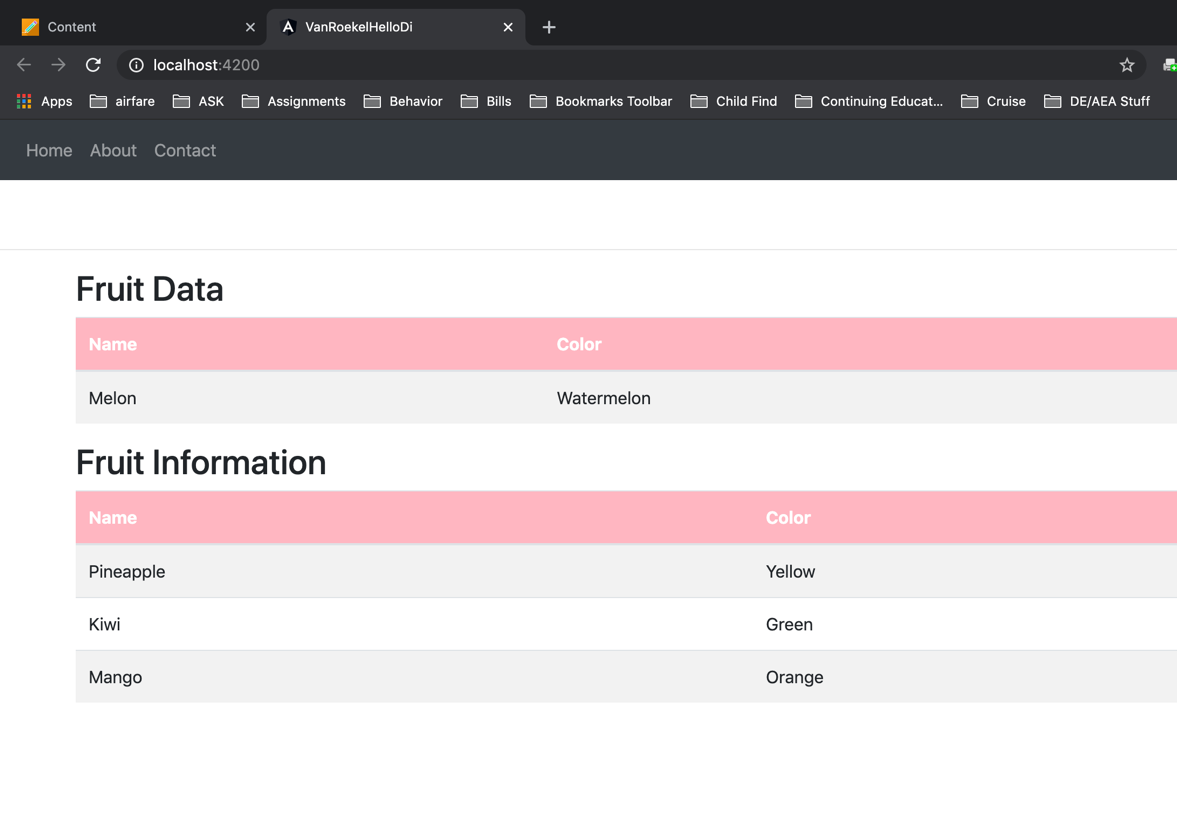 Content
VanRoekelHelloDi
localhost:4200
Apps airfare ASK Assignments Behavior Bills Bookmarks Toolbar Child Find Continuing Educat... Cruise DE/AEA Stuff
Home About Contact
Fruit Data
Name Color
Melon Watermelon
Fruit Information
Name Color
Pineapple Yellow
Kiwi Green
Mango Orange